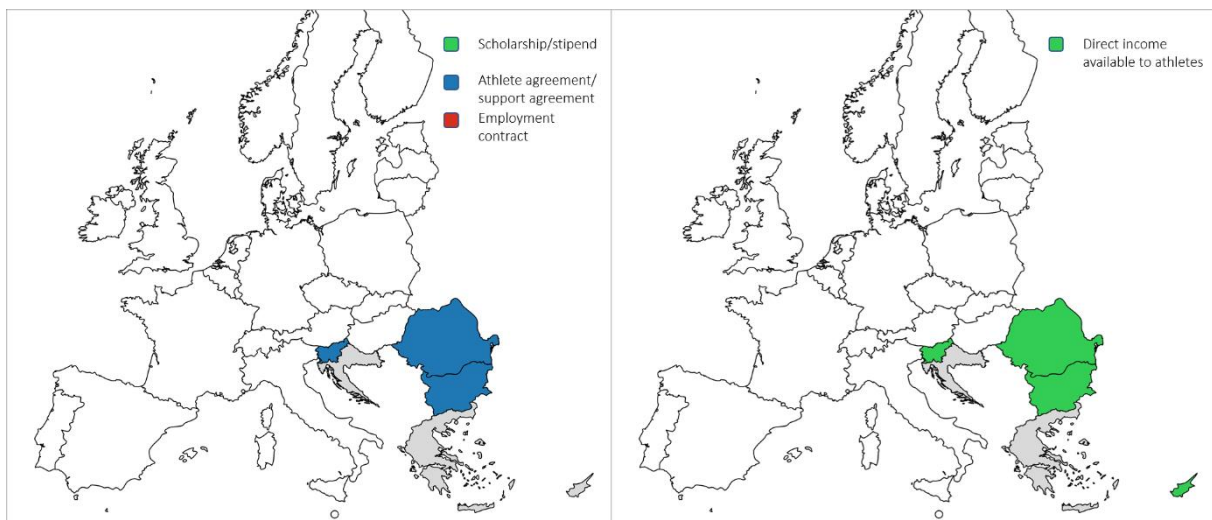 Scholarship/stipend
Athlete agreement/
support agreement
Employment
contract
Direct income
available to athletes